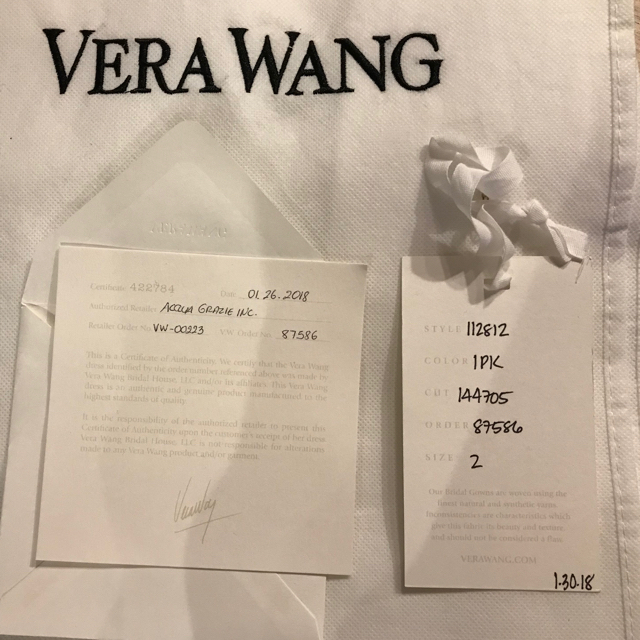 VERA WANG
Certificate 422784 Date 01.26.2018
Authorized Retailer ACQUA GRAZIE INC.
Retailer Order No. VW-00223 V.W. Order No. 87586
This is a Certificate of Authenticity. We certify that the Vera Wang
dress identified by the order number referenced above was made by
Vera Wang Bridal House, LLC and/or its affiliates. This Vera Wang
dress is an authentic and genuine product manufactured to the
highest standards of quality.
It is the responsibility of the authorized retailer to present this
Certificate of Authenticity upon the customer's receipt of her dress.
Vera Wang Bridal House, LLC is not responsible for alterations
made to any Vera Wang product and/or garment.
STYLE 112812
COLOR 1PK
CUT 144705
ORDER 87586
SIZE 2
Our Bridal Gowns are woven using the
finest natural and synthetic yarns.
Inconsistencies are characteristics which
give this fabric its beauty and
and should not be considered a flaw.
VERAWANG.COM
1.30.18